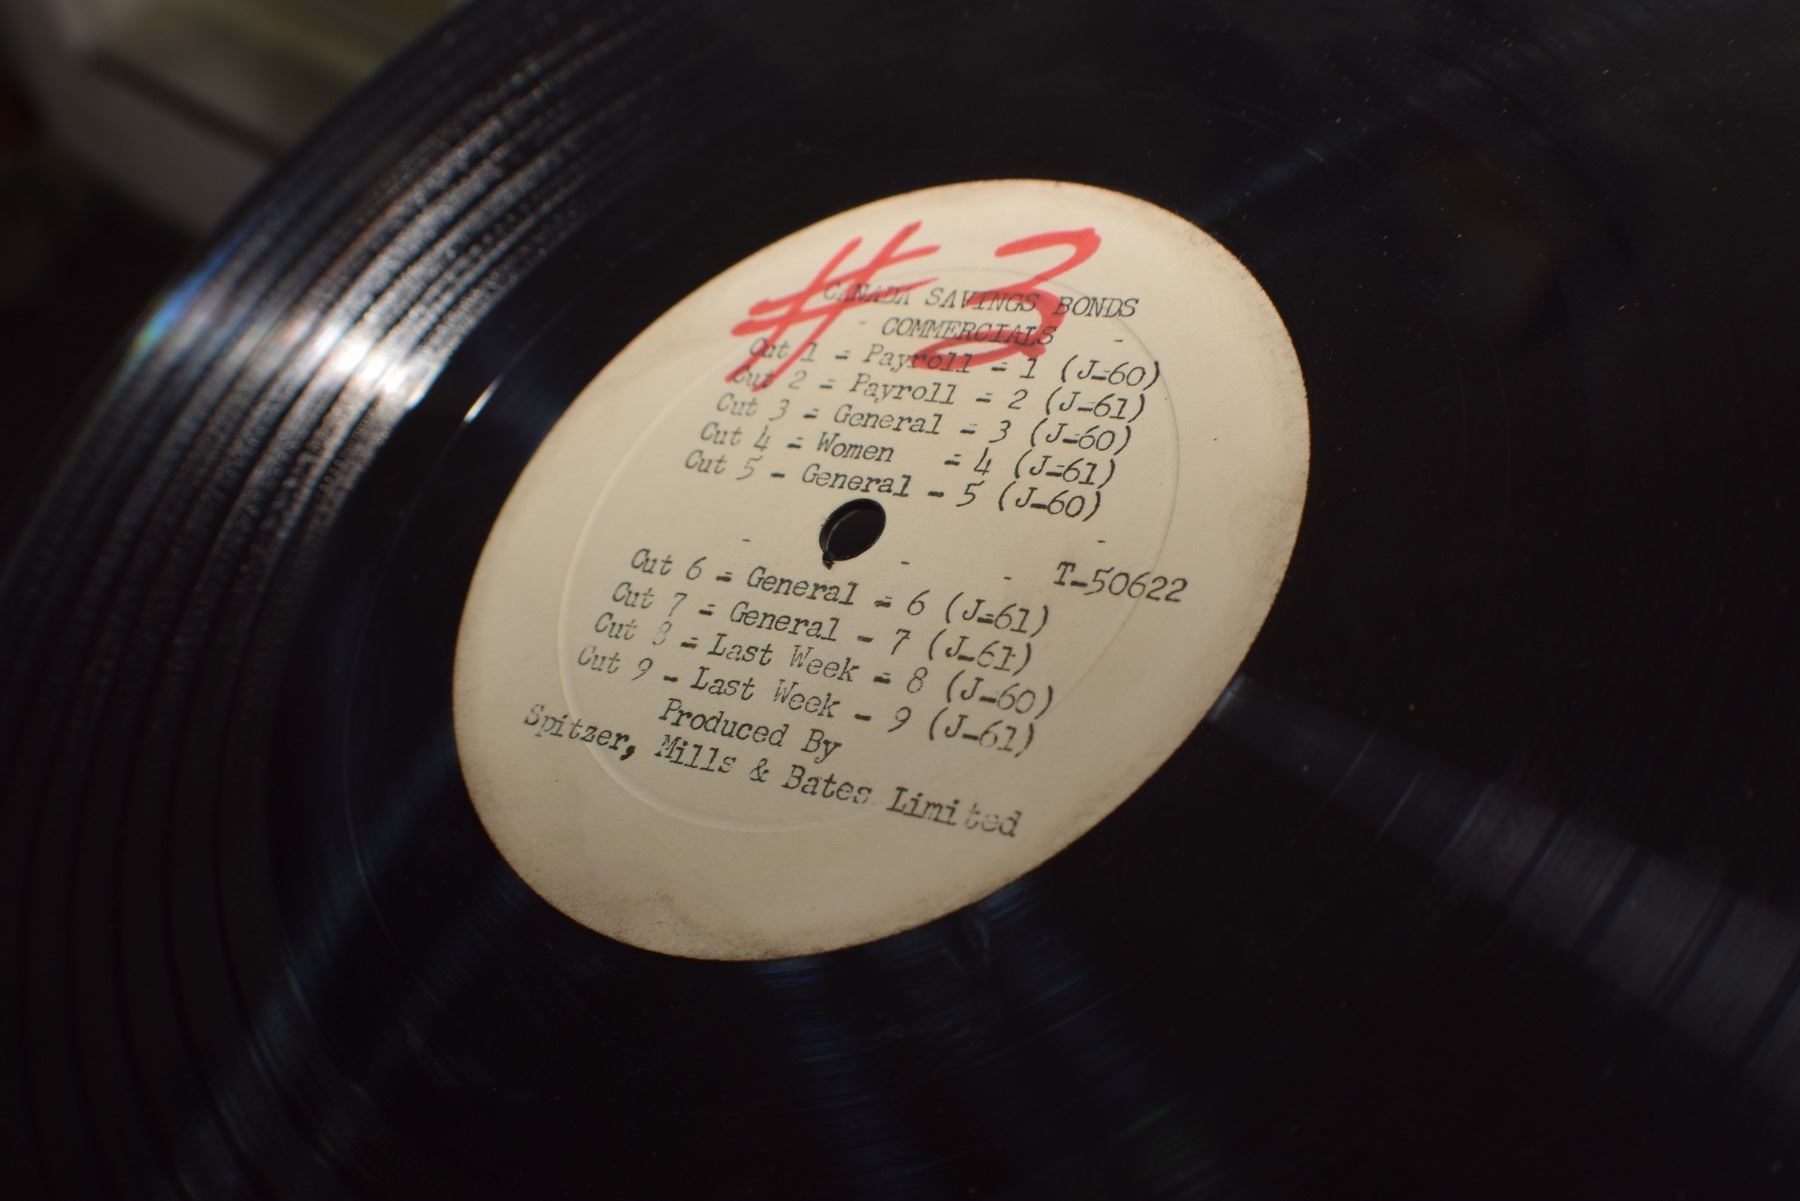 #3
CANADA SAVINGS BONDS
COMMERCIALS
Cut 1 - Payroll - 1 (J-60)
Cut 2 - Payroll - 2 (J-61)
Cut 3 - General - 3 (J-60)
Cut 4 - Women - 4 (J-61)
Cut 5 - General - 5 (J-60)
T-50622
Cut 6 - General - 6 (J-61)
Cut 7 - General - 7 (J-61)
Cut 8 - Last Week - 8 (J-60)
Cut 9 - Last Week - 9 (J-61)
Produced By
Spitzer, Mills & Bates Limited